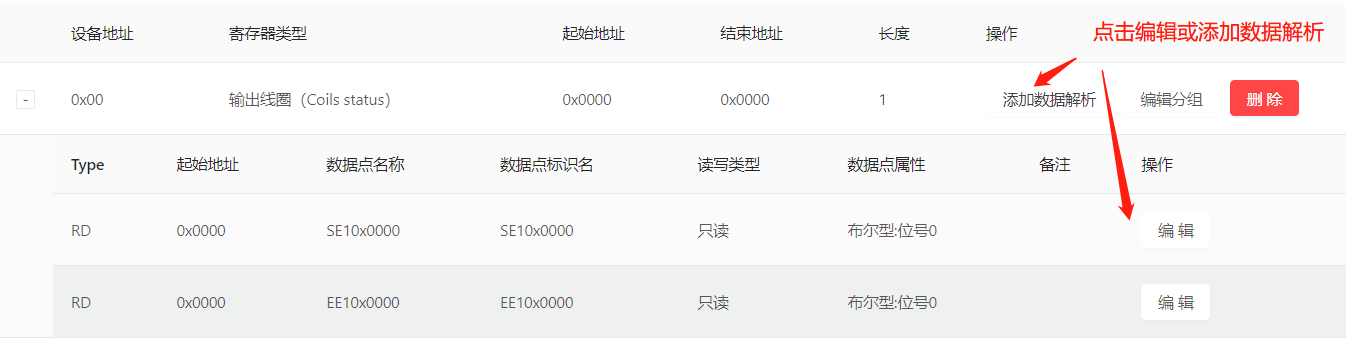 设备地址 寄存器类型 起始地址 结束地址 长度 操作 点击编辑或添加数据解析
- 0x00 输出线圈（Coils status） 0x0000 0x0000 1 添加数据解析 编辑分组 删 除
Type 起始地址 数据点名称 数据点标识名 读写类型 数据点属性 备注 操作
RD 0x0000 SE10x0000 SE10x0000 只读 布尔型:位号0 编 辑
RD 0x0000 EE10x0000 EE10x0000 只读 布尔型:位号0 编 辑